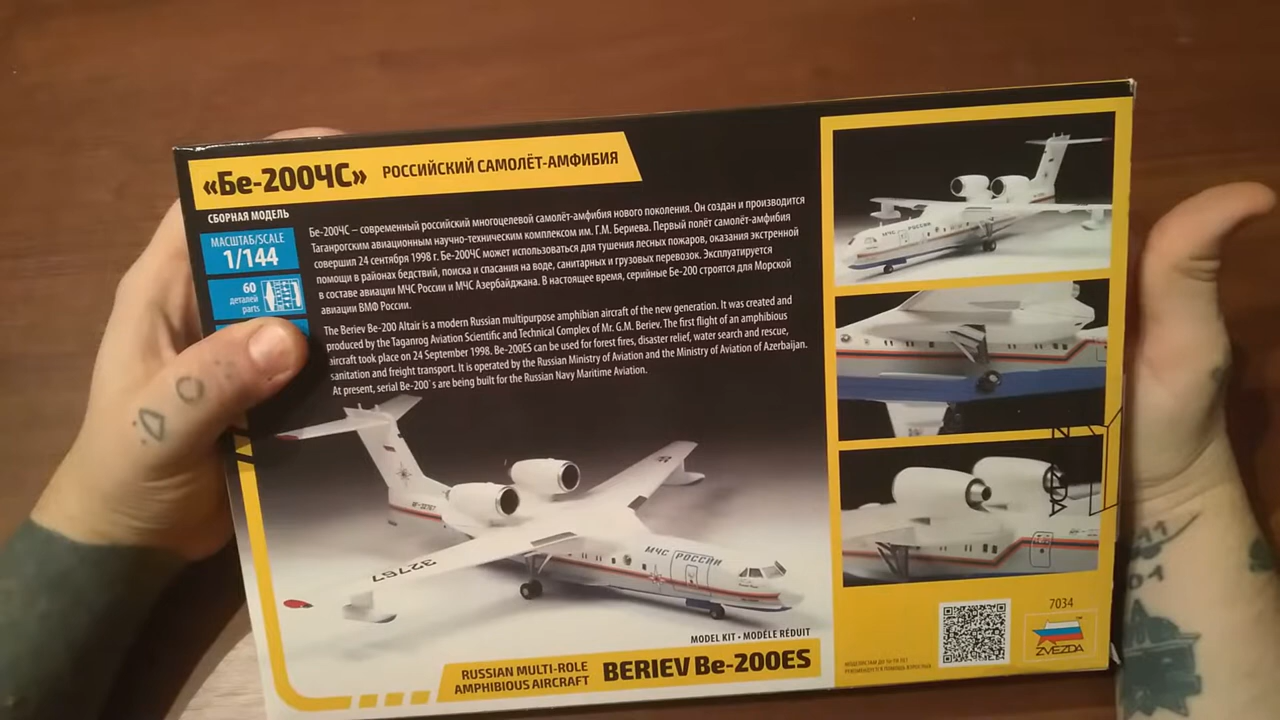 «Бе-200ЧС»
РОССИЙСКИЙ САМОЛЁТ-АМФИБИЯ
СБОРНАЯ МОДЕЛЬ
МАСШТАБ/SCALE
1/144
60
деталей
parts
Бе-200ЧС – современный российский многоцелевой самолёт-амфибия нового поколения. Он создан и производится
Таганрогским авиационным научно-техническим комплексом им. Г.М. Бериева. Первый полёт самолёт-амфибия
совершил 24 сентября 1998 г. Бе-200ЧС может использоваться для тушения лесных пожаров, оказания экстренной
помощи в районах бедствий, поиска и спасания на воде, санитарных и грузовых перевозок. Эксплуатируется
в составе авиации МЧС России и МЧС Азербайджана. В настоящее время, серийные Бе-200 строятся для Морской
авиации ВМФ России.
The Beriev Be-200 Altair is a modern Russian multipurpose amphibian aircraft of the new generation. It was created and
produced by the Taganrog Aviation Scientific and Technical Complex of Mr. G.M. Beriev. The first flight of an amphibious
aircraft took place on 24 September 1998. Be-200ES can be used for forest fires, disaster relief, water search and rescue,
sanitation and freight transport. It is operated by the Russian Ministry of Aviation and the Ministry of Aviation of Azerbaijan.
At present, serial Be-200`s are being built for the Russian Navy Maritime Aviation.
МЧС РОССИИ
32767
МЧС РОССИИ
MODEL KIT • MODÈLE RÉDUIT
RUSSIAN MULTI-ROLE
AMPHIBIOUS AIRCRAFT
BERIEV Be-200ES
7034
ZVEZDA